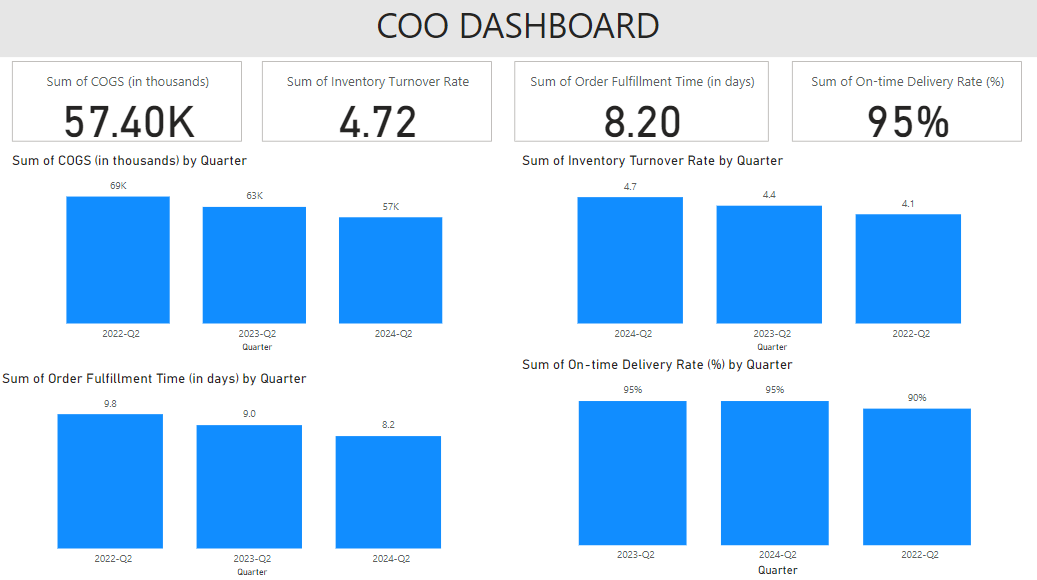 COO DASHBOARD
Sum of COGS (in thousands)
57.40K
Sum of Inventory Turnover Rate
4.72
Sum of Order Fulfillment Time (in days)
8.20
Sum of On-time Delivery Rate (%)
95%
Sum of COGS (in thousands) by Quarter
69K
63K
57K
2022-Q2
2023-Q2
2024-Q2
Quarter
Sum of Inventory Turnover Rate by Quarter
4.7
4.4
4.1
2024-Q2
2023-Q2
2022-Q2
Quarter
Sum of Order Fulfillment Time (in days) by Quarter
9.8
9.0
8.2
2022-Q2
2023-Q2
2024-Q2
Quarter
Sum of On-time Delivery Rate (%) by Quarter
95%
95%
90%
2023-Q2
2024-Q2
2022-Q2
Quarter